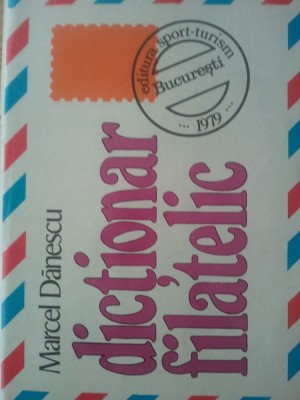 editura sport-turism
București
... 1979 ...
Marcel Dănescu
dicționar
filatelic